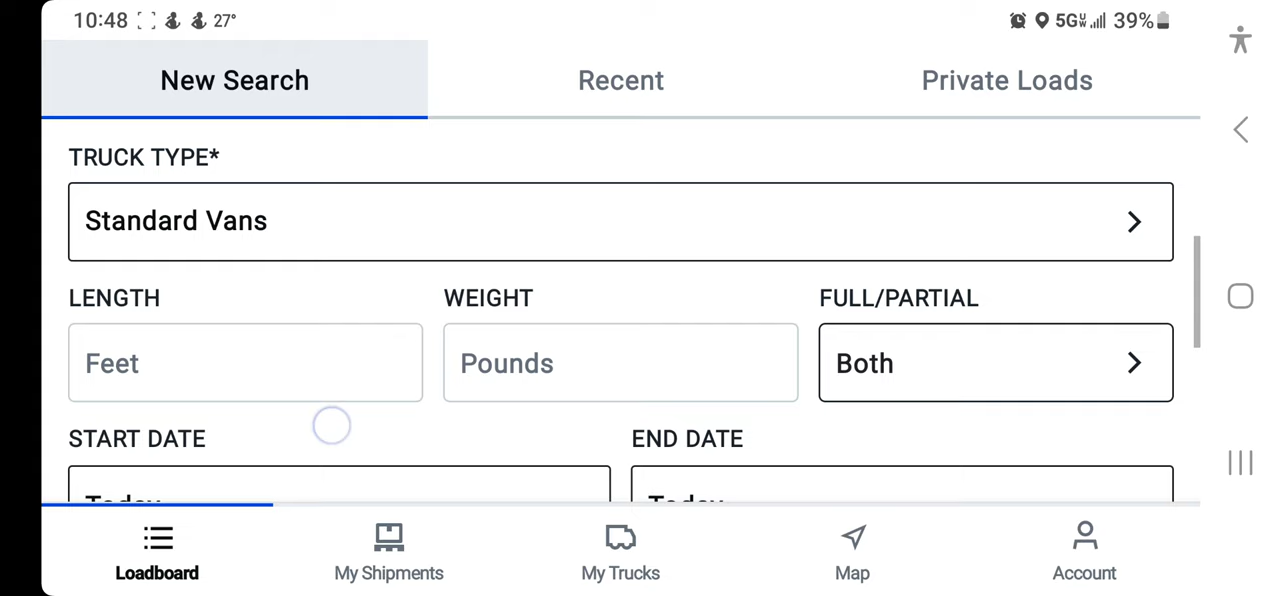 10:48 27° 5G 39%
New Search Recent Private Loads
TRUCK TYPE*
Standard Vans
LENGTH WEIGHT FULL/PARTIAL
Feet Pounds Both
START DATE END DATE
Today Today
Loadboard My Shipments My Trucks Map Account